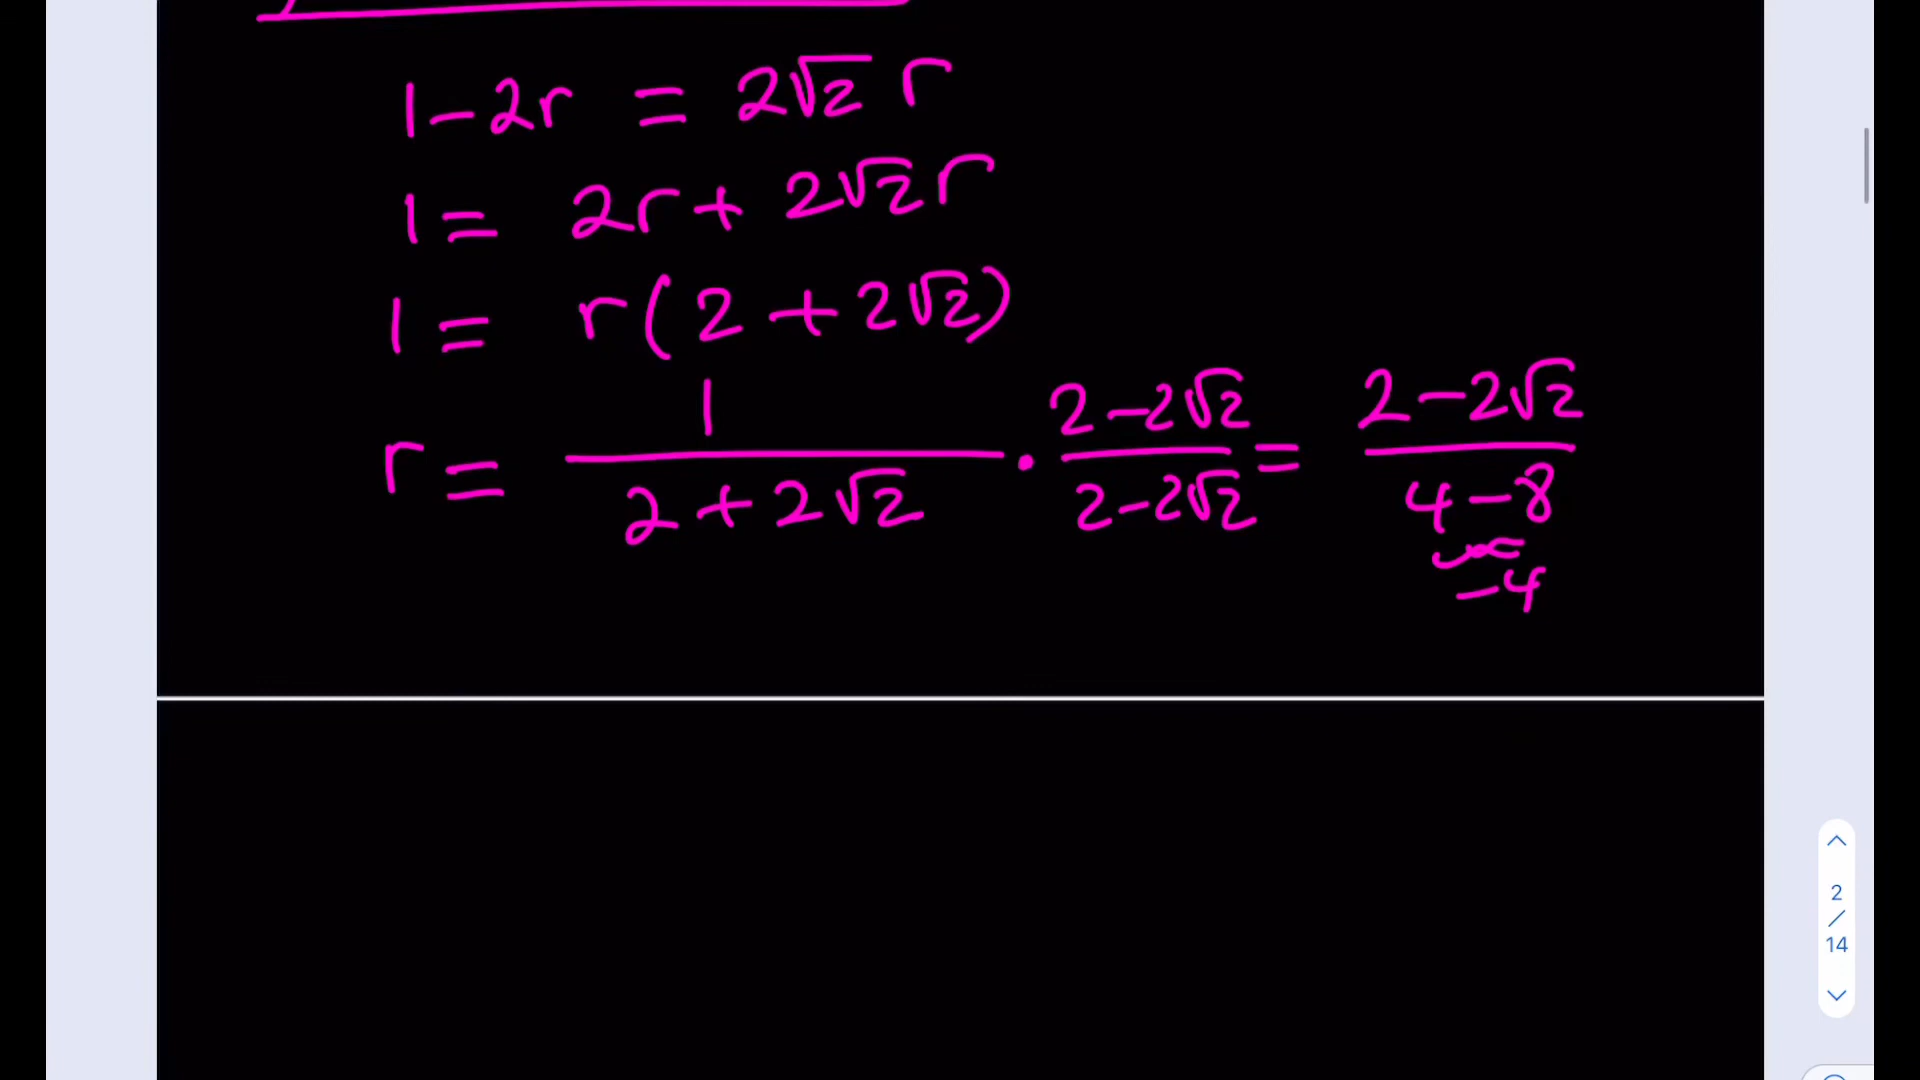 1 - 2r = 2√2 r
1 = 2r + 2√2 r
1 = r(2 + 2√2)
r = 1/(2 + 2√2) · (2 - 2√2)/(2 - 2√2) = (2 - 2√2)/(4 - 8)
-4
2
/
14